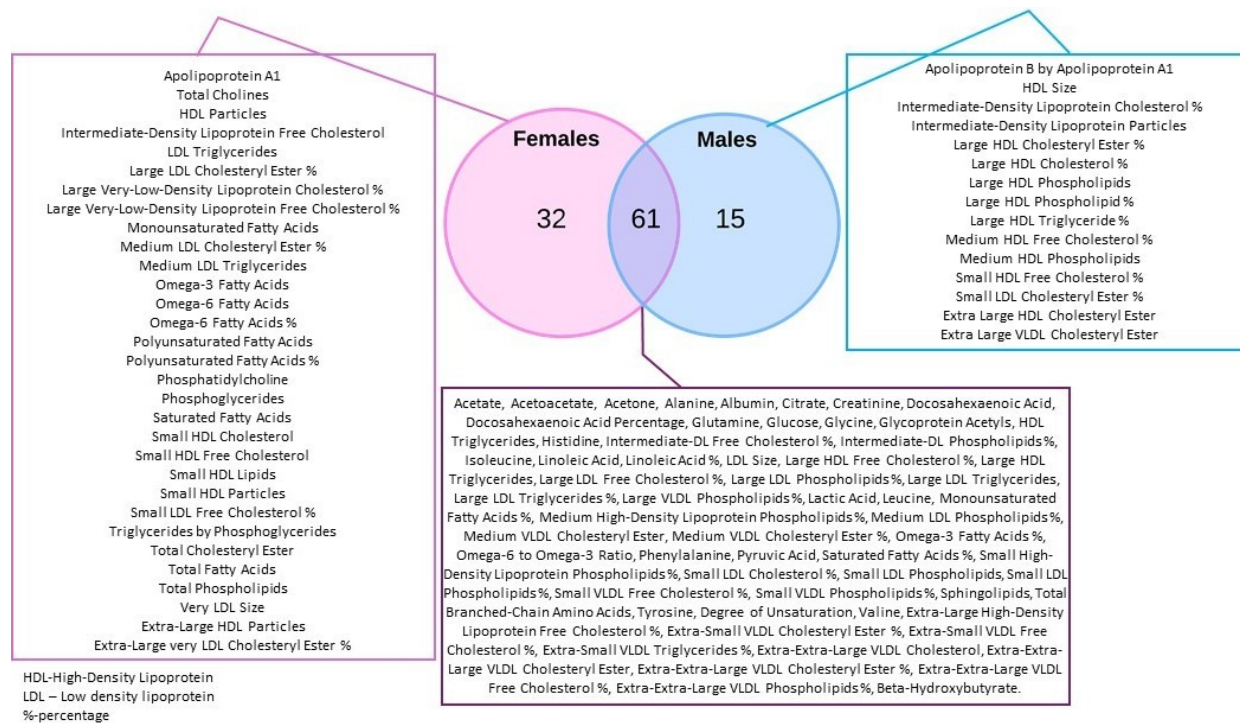 Apolipoprotein A1
Total Cholines
HDL Particles
Intermediate-Density Lipoprotein Free Cholesterol
LDL Triglycerides
Large LDL Cholesteryl Ester %
Large Very-Low-Density Lipoprotein Cholesterol %
Large Very-Low-Density Lipoprotein Free Cholesterol %
Monounsaturated Fatty Acids
Medium LDL Cholesteryl Ester %
Medium LDL Triglycerides
Omega-3 Fatty Acids
Omega-6 Fatty Acids
Omega-6 Fatty Acids %
Polyunsaturated Fatty Acids
Polyunsaturated Fatty Acids %
Phosphatidylcholine
Phosphoglycerides
Saturated Fatty Acids
Small HDL Cholesterol
Small HDL Free Cholesterol
Small HDL Lipids
Small HDL Particles
Small LDL Free Cholesterol %
Triglycerides by Phosphoglycerides
Total Cholesteryl Ester
Total Fatty Acids
Total Phospholipids
Very LDL Size
Extra-Large HDL Particles
Extra-Large very LDL Cholesteryl Ester %
HDL-High-Density Lipoprotein
LDL – Low density lipoprotein
%-percentage
Females
Males
32
61
15
Apolipoprotein B by Apolipoprotein A1
HDL Size
Intermediate-Density Lipoprotein Cholesterol %
Intermediate-Density Lipoprotein Particles
Large HDL Cholesteryl Ester %
Large HDL Cholesterol %
Large HDL Phospholipids
Large HDL Phospholipid %
Large HDL Triglyceride %
Medium HDL Free Cholesterol %
Medium HDL Phospholipids
Small HDL Free Cholesterol %
Small LDL Cholesteryl Ester %
Extra Large HDL Cholesteryl Ester
Extra Large VLDL Cholesteryl Ester
Acetate, Acetoacetate, Acetone, Alanine, Albumin, Citrate, Creatinine, Docosahexaenoic Acid,
Docosahexaenoic Acid Percentage, Glutamine, Glucose, Glycine, Glycoprotein Acetyls, HDL
Triglycerides, Histidine, Intermediate-DL Free Cholesterol %, Intermediate-DL Phospholipids %,
Isoleucine, Linoleic Acid, Linoleic Acid %, LDL Size, Large HDL Free Cholesterol %, Large HDL
Triglycerides, Large LDL Free Cholesterol %, Large LDL Phospholipids %, Large LDL Triglycerides,
Large LDL Triglycerides %, Large VLDL Phospholipids %, Lactic Acid, Leucine, Monounsaturated
Fatty Acids %, Medium High-Density Lipoprotein Phospholipids %, Medium LDL Phospholipids %,
Medium VLDL Cholesteryl Ester, Medium VLDL Cholesteryl Ester %, Omega-3 Fatty Acids %,
Omega-6 to Omega-3 Ratio, Phenylalanine, Pyruvic Acid, Saturated Fatty Acids %, Small High-
Density Lipoprotein Phospholipids %, Small LDL Cholesterol %, Small LDL Phospholipids, Small LDL
Phospholipids %, Small VLDL Free Cholesterol %, Small VLDL Phospholipids %, Sphingolipids, Total
Branched-Chain Amino Acids, Tyrosine, Degree of Unsaturation, Valine, Extra-Large High-Density
Lipoprotein Free Cholesterol %, Extra-Small VLDL Cholesteryl Ester %, Extra-Small VLDL Free
Cholesterol %, Extra-Small VLDL Triglycerides %, Extra-Extra-Large VLDL Cholesterol, Extra-Extra-
Large VLDL Cholesteryl Ester, Extra-Extra-Large VLDL Cholesteryl Ester %, Extra-Extra-Large VLDL
Free Cholesterol %, Extra-Extra-Large VLDL Phospholipids %, Beta-Hydroxybutyrate.